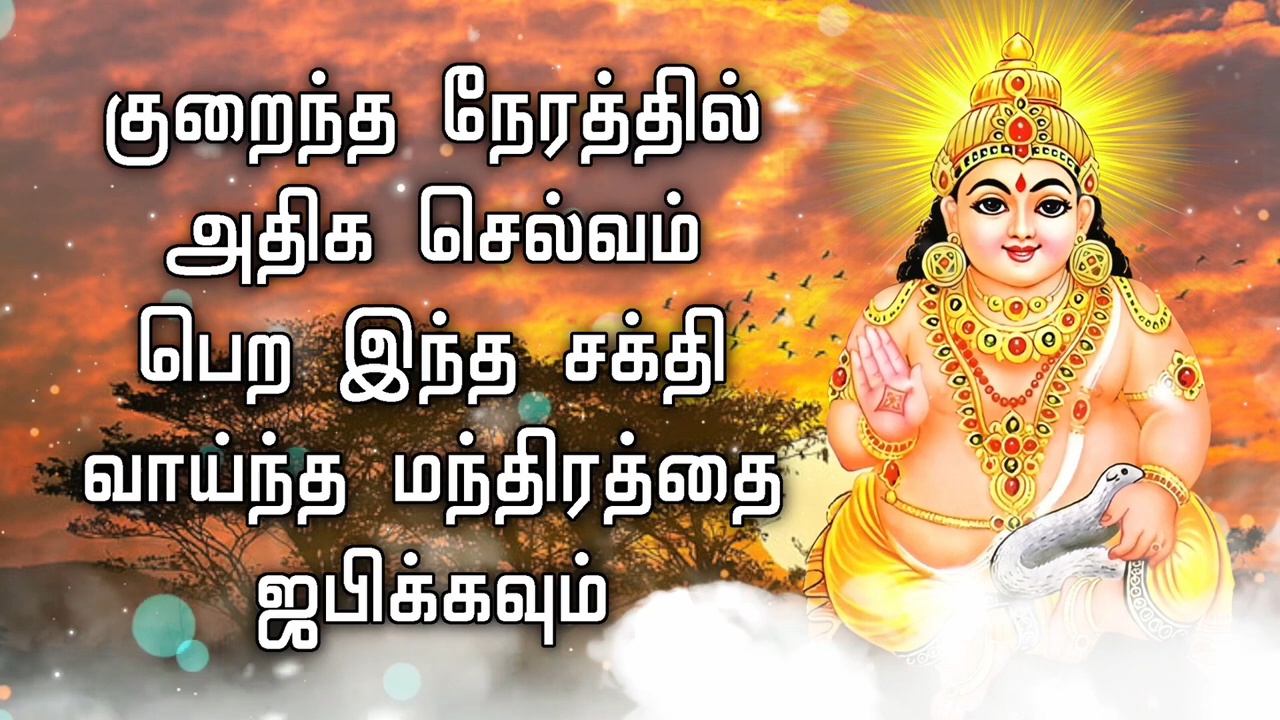 குறைந்த நேரத்தில்
அதிக செல்வம்
பெற இந்த சக்தி
வாய்ந்த மந்திரத்தை
ஜபிக்கவும்